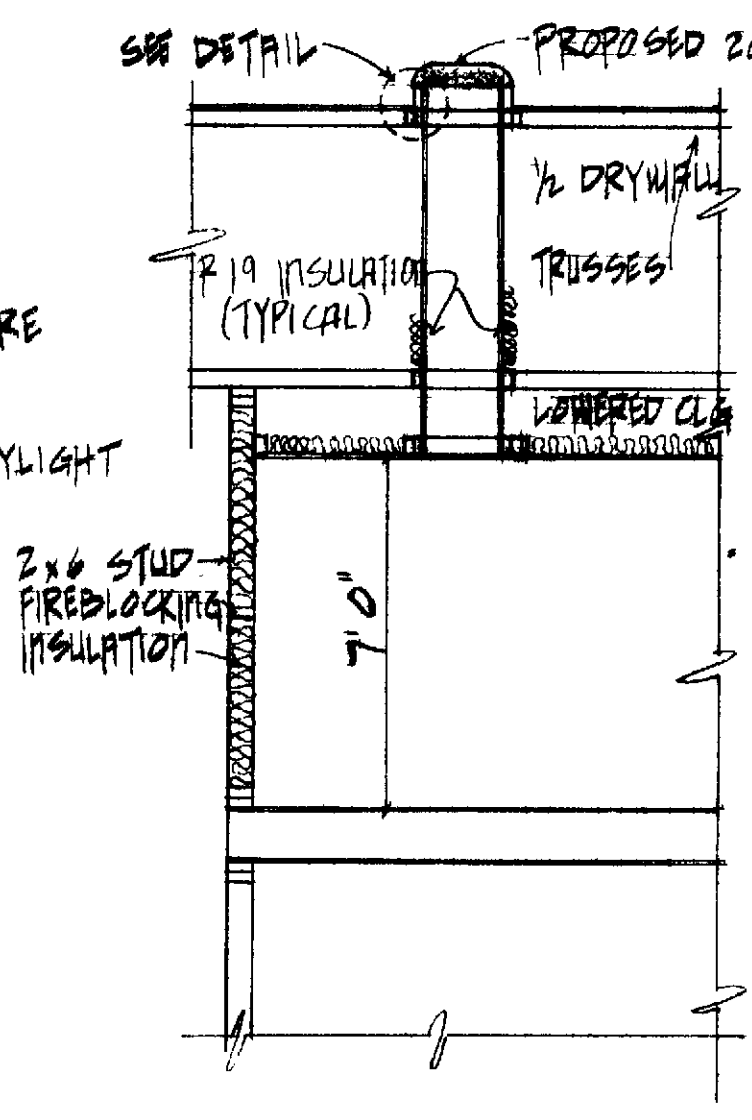 SEE DETAIL
PROPOSED 2
1/2 DRYWALL
TRUSSES
R 19 INSULATION
(TYPICAL)
RE
LOWERED CLG
YLIGHT
2x6 STUD
FIREBLOCKING
INSULATION
7'0"